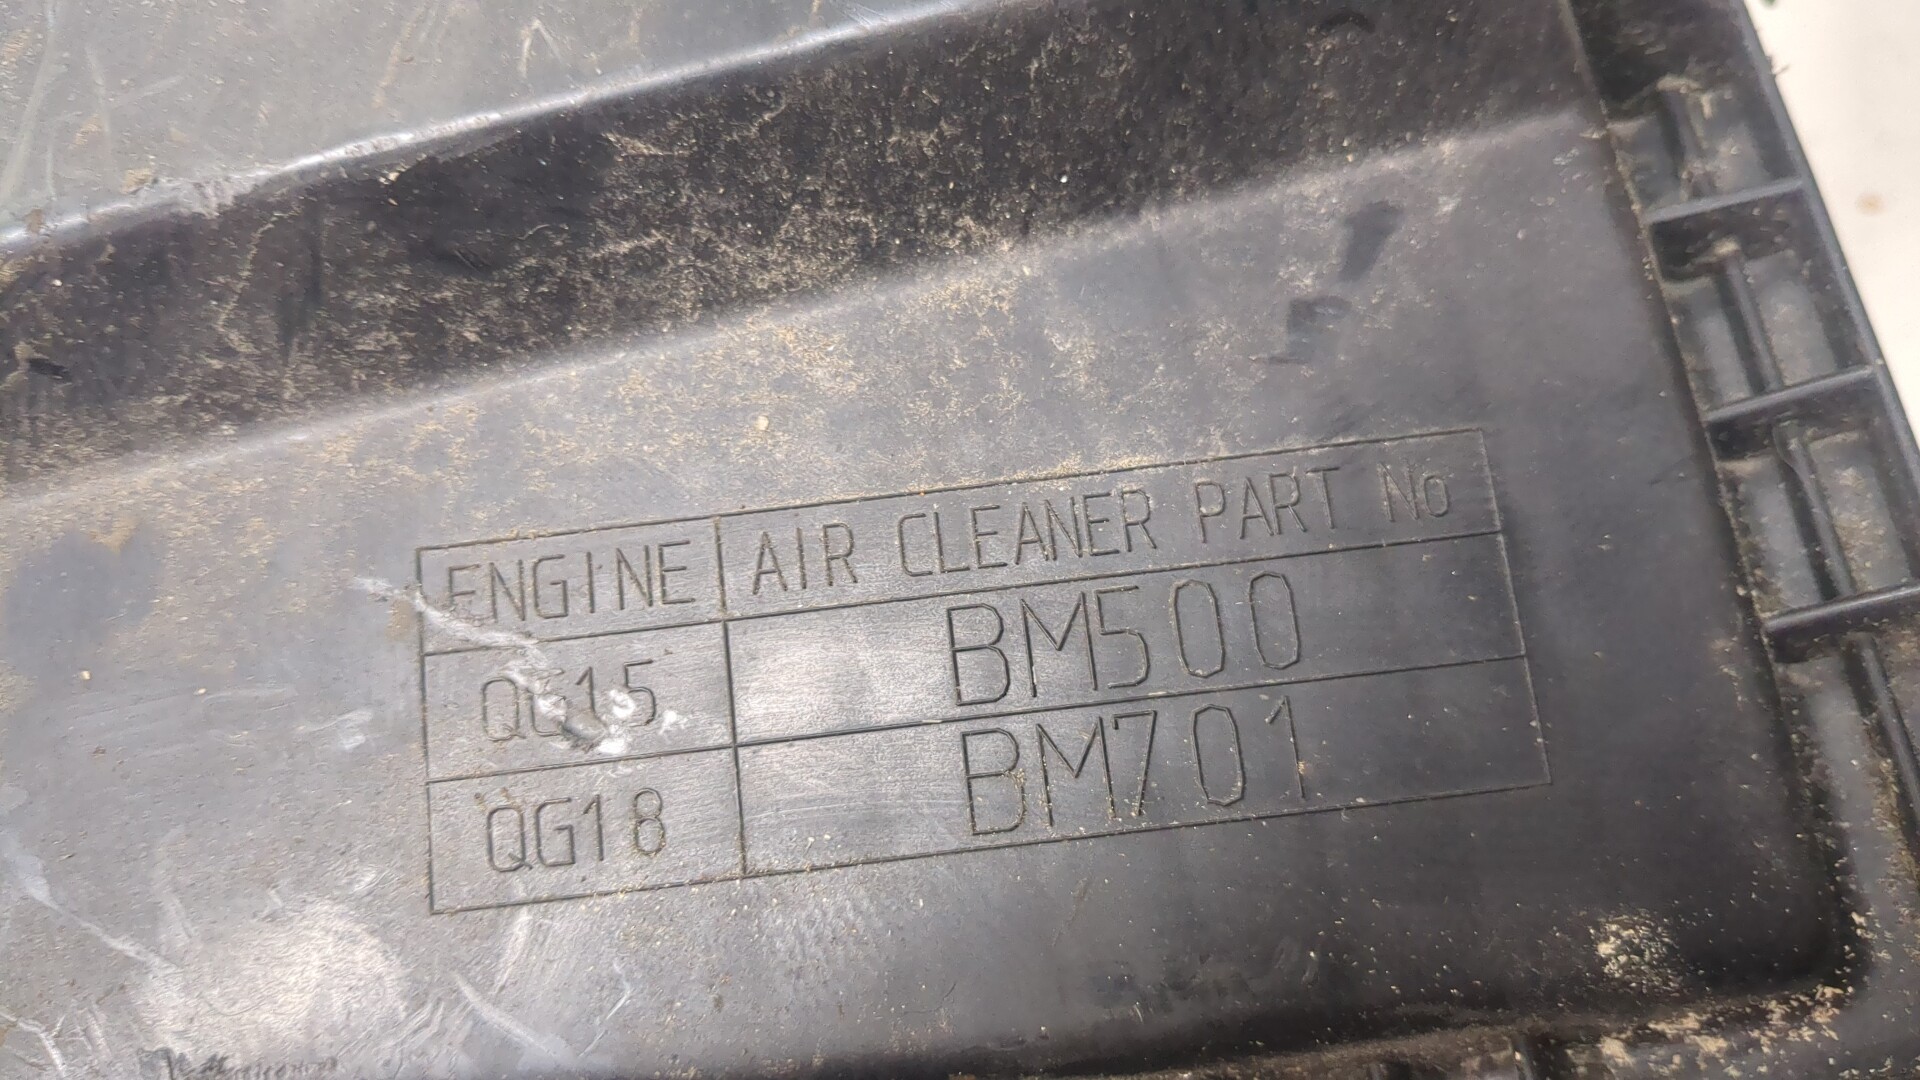 ENGINE AIR CLEANER PART No
QG15 BM500
QG18 BM701